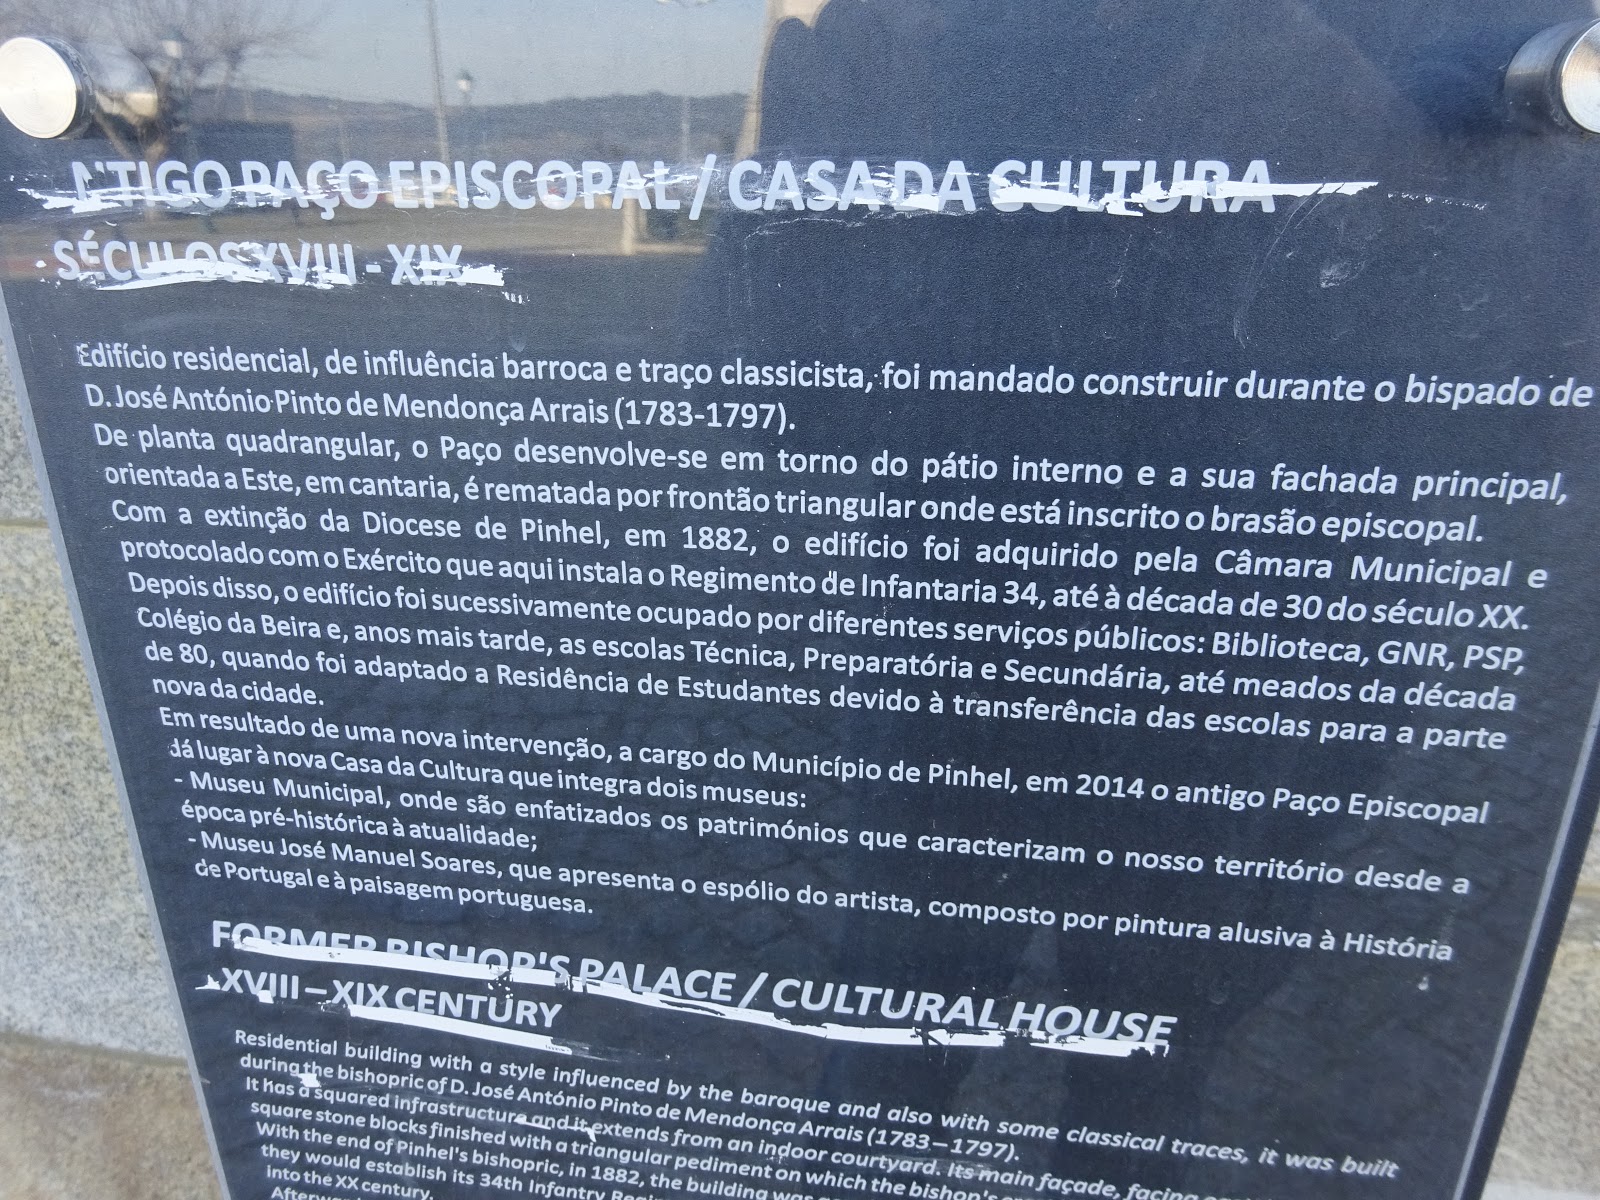 ANTIGO PAÇO EPISCOPAL / CASA DA CULTURA
SÉCULOS XVIII - XIX
Edifício residencial, de influência barroca e traço classicista, foi mandado construir durante o bispado de
D. José António Pinto de Mendonça Arrais (1783-1797).
De planta quadrangular, o Paço desenvolve-se em torno do pátio interno e a sua fachada principal,
orientada a Este, em cantaria, é rematada por frontão triangular onde está inscrito o brasão episcopal.
Com a extinção da Diocese de Pinhel, em 1882, o edifício foi adquirido pela Câmara Municipal e
protocolado com o Exército que aqui instala o Regimento de Infantaria 34, até à década de 30 do século XX.
Depois disso, o edifício foi sucessivamente ocupado por diferentes serviços públicos: Biblioteca, GNR, PSP,
Colégio da Beira e, anos mais tarde, as escolas Técnica, Preparatória e Secundária, até meados da década
de 80, quando foi adaptado a Residência de Estudantes devido à transferência das escolas para a parte
nova da cidade.
Em resultado de uma nova intervenção, a cargo do Município de Pinhel, em 2014 o antigo Paço Episcopal
dá lugar à nova Casa da Cultura que integra dois museus:
- Museu Municipal, onde são enfatizados os patrimónios que caracterizam o nosso território desde a
época pré-histórica à atualidade;
- Museu José Manuel Soares, que apresenta o espólio do artista, composto por pintura alusiva à História
de Portugal e à paisagem portuguesa.
FORMER BISHOP'S PALACE / CULTURAL HOUSE
XVIII – XIX CENTURY
Residential building with a style influenced by the baroque and also with some classical traces, it was built
during the bishopric of D. José António Pinto de Mendonça Arrais (1783 – 1797).
It has a squared infrastructure and it extends from an indoor courtyard. Its main façade, facing
square stone blocks finished with a triangular pediment on which the bishop's
With the end of Pinhel's bishopric, in 1882, the building was
they would establish its 34th Infantry
into the XX century.